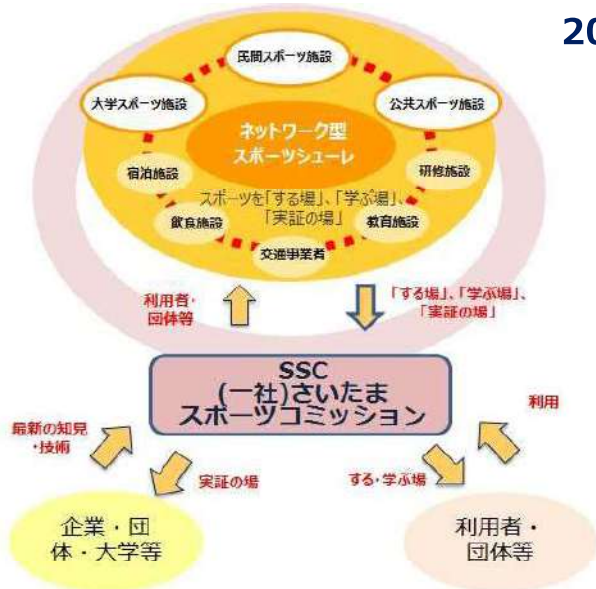 20
民間スポーツ施設
大学スポーツ施設
公共スポーツ施設
ネットワーク型
スポーツシューレ
宿泊施設
研修施設
スポーツを「する場」、「学ぶ場」、
「実証の場」
飲食施設
教育施設
交通事業者
利用者・
団体等
「する場」、「学ぶ場」、
「実証の場」
SSC
(一社)さいたま
スポーツコミッション
最新の知見
・技術
利用
実証の場
する・学ぶ場
企業・団
体・大学等
利用者・
団体等